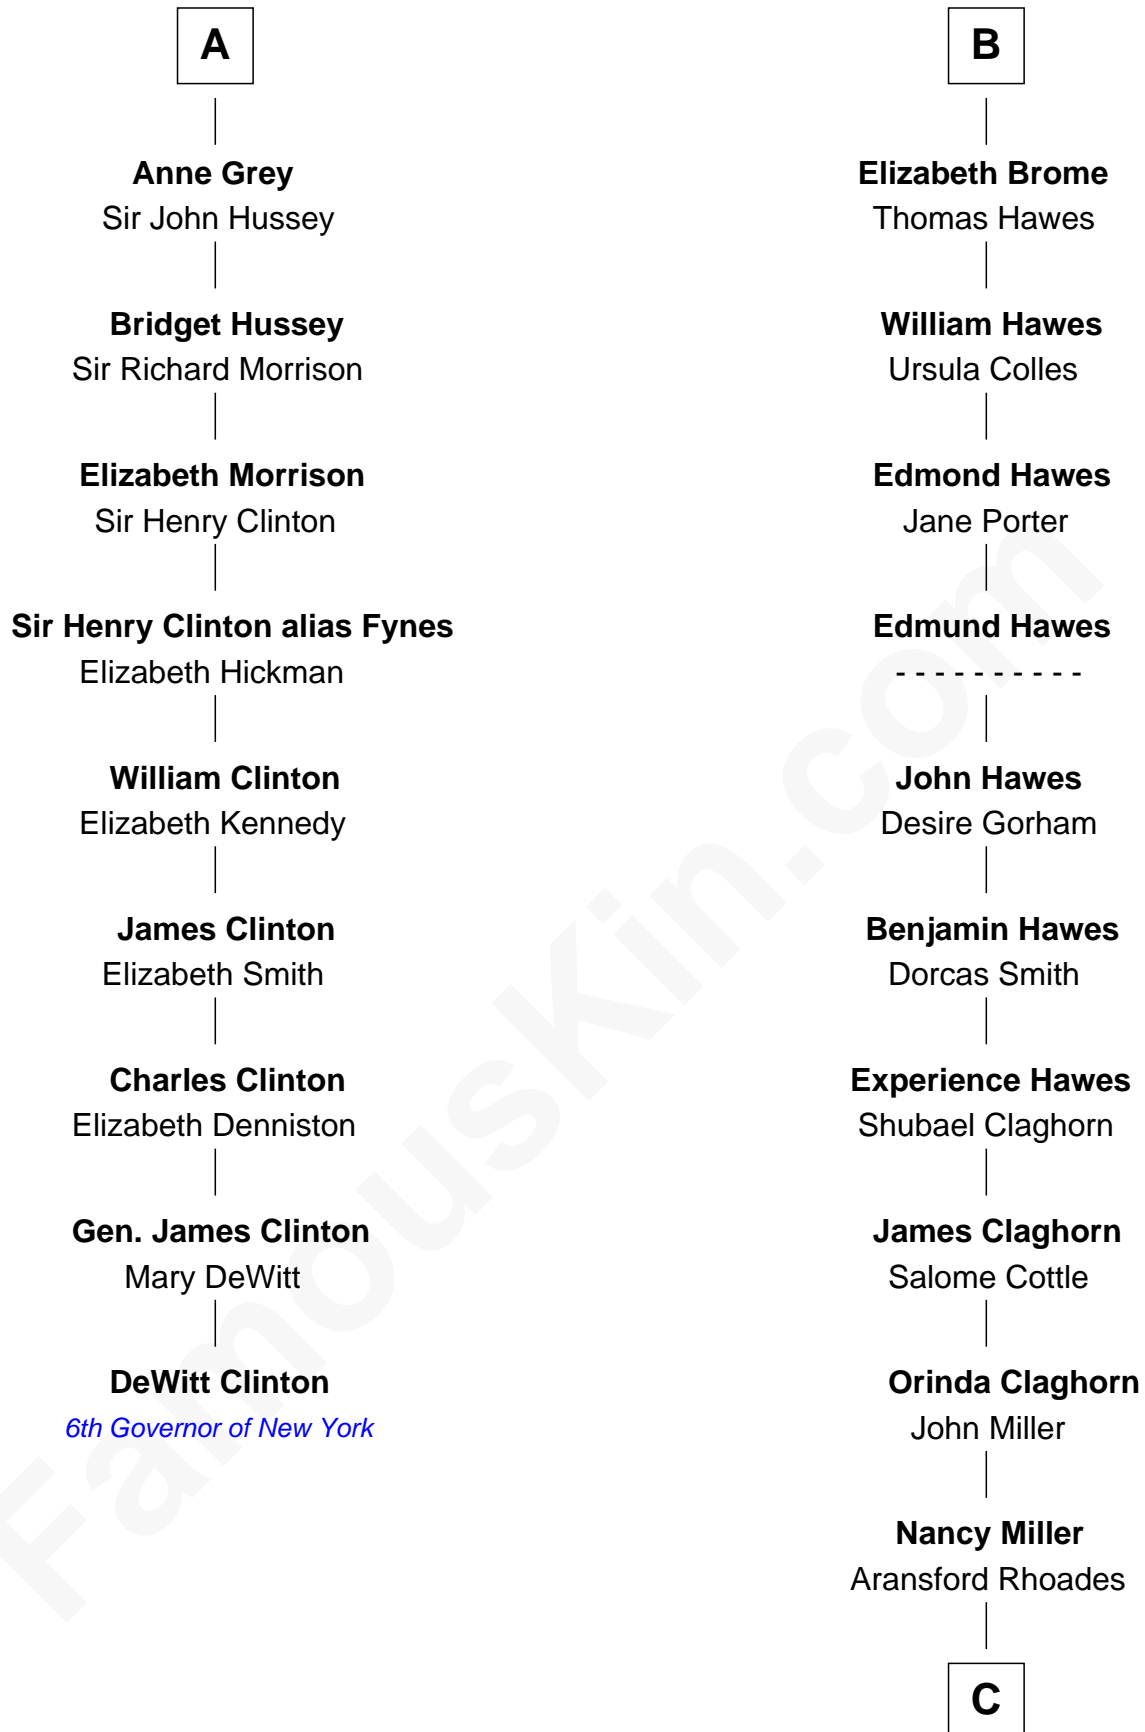 A
Anne Grey
Sir John Hussey
Bridget Hussey
Sir Richard Morrison
Elizabeth Morrison
Sir Henry Clinton
Sir Henry Clinton alias Fynes
Elizabeth Hickman
William Clinton
Elizabeth Kennedy
James Clinton
Elizabeth Smith
Charles Clinton
Elizabeth Denniston
Gen. James Clinton
Mary DeWitt
DeWitt Clinton
6th Governor of New York
B
Elizabeth Brome
Thomas Hawes
William Hawes
Ursula Colles
Edmond Hawes
Jane Porter
Edmund Hawes
- - - - - - - - - -
John Hawes
Desire Gorham
Benjamin Hawes
Dorcas Smith
Experience Hawes
Shubael Claghorn
James Claghorn
Salome Cottle
Orinda Claghorn
John Miller
Nancy Miller
Aransford Rhoades
C
FamousKin.com